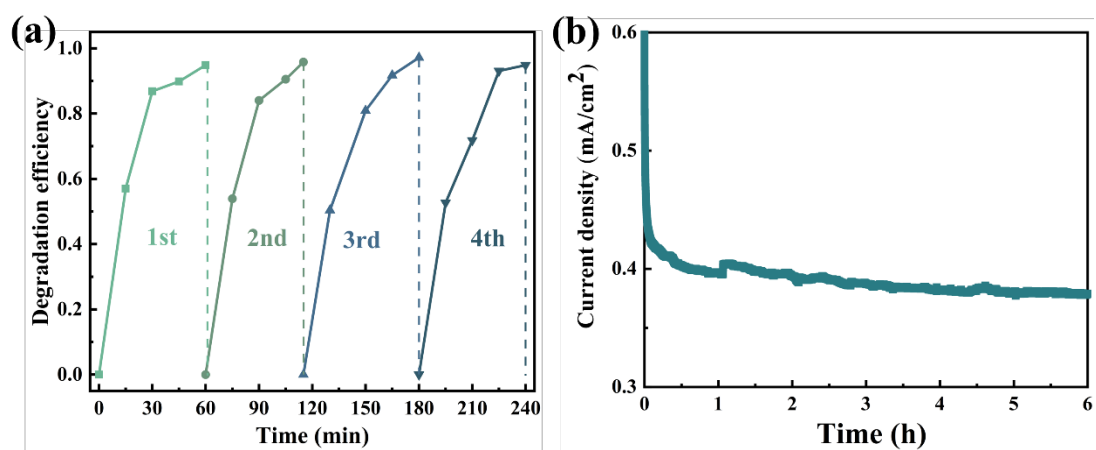 (a)
Degradation efficiency
1.0
0.8
0.6
0.4
0.2
0.0
1st
2nd
3rd
4th
0 30 60 90 120 150 180 210 240
Time (min)
(b)
Current density (mA/cm²)
0.6
0.5
0.4
0.3
0 1 2 3 4 5 6
Time (h)